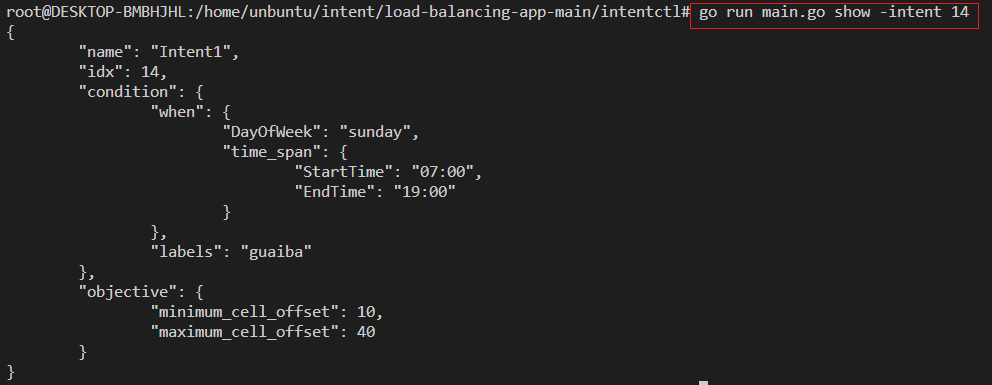 root@DESKTOP-BMBHJHL:/home/unbuntu/intent/load-balancing-app-main/intentctl# go run main.go show -intent 14
{
        "name": "Intent1",
        "idx": 14,
        "condition": {
                "when": {
                        "DayOfWeek": "sunday",
                        "time_span": {
                                "StartTime": "07:00",
                                "EndTime": "19:00"
                        }
                },
                "labels": "guaiba"
        },
        "objective": {
                "minimum_cell_offset": 10,
                "maximum_cell_offset": 40
        }
}